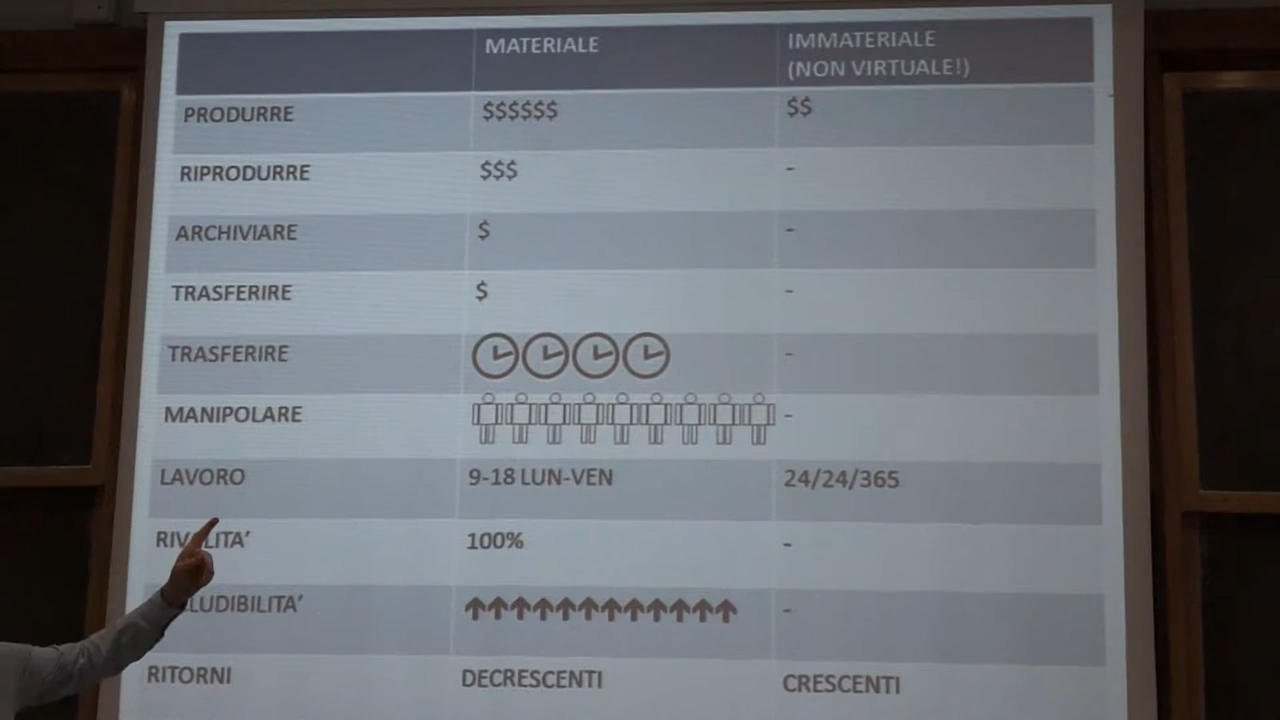 MATERIALE
IMMATERIALE
(NON VIRTUALE!)
PRODURRE $$$$$$ $$
RIPRODURRE $$$ -
ARCHIVIARE $ -
TRASFERIRE $ -
TRASFERIRE -
MANIPOLARE -
LAVORO 9-18 LUN-VEN 24/24/365
100% -
-
RITORNI DECRESCENTI CRESCENTI